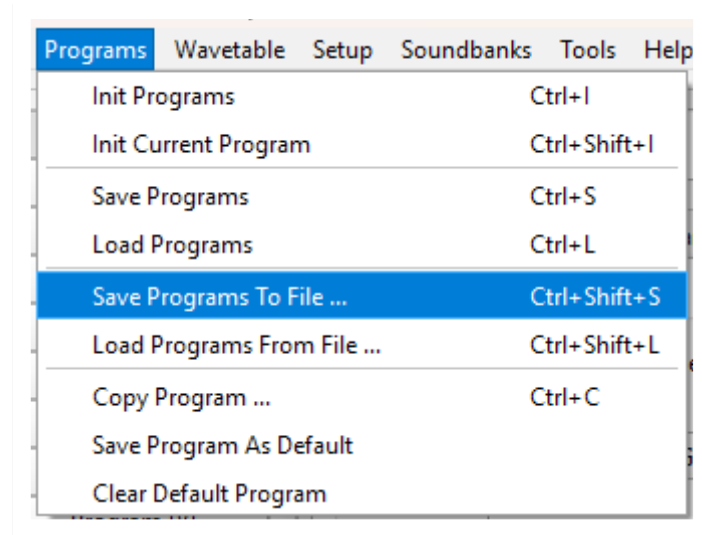 Programs Wavetable Setup Soundbanks Tools Help
Init Programs Ctrl+I
Init Current Program Ctrl+Shift+I
Save Programs Ctrl+S
Load Programs Ctrl+L
Save Programs To File ... Ctrl+Shift+S
Load Programs From File ... Ctrl+Shift+L
Copy Program ... Ctrl+C
Save Program As Default
Clear Default Program